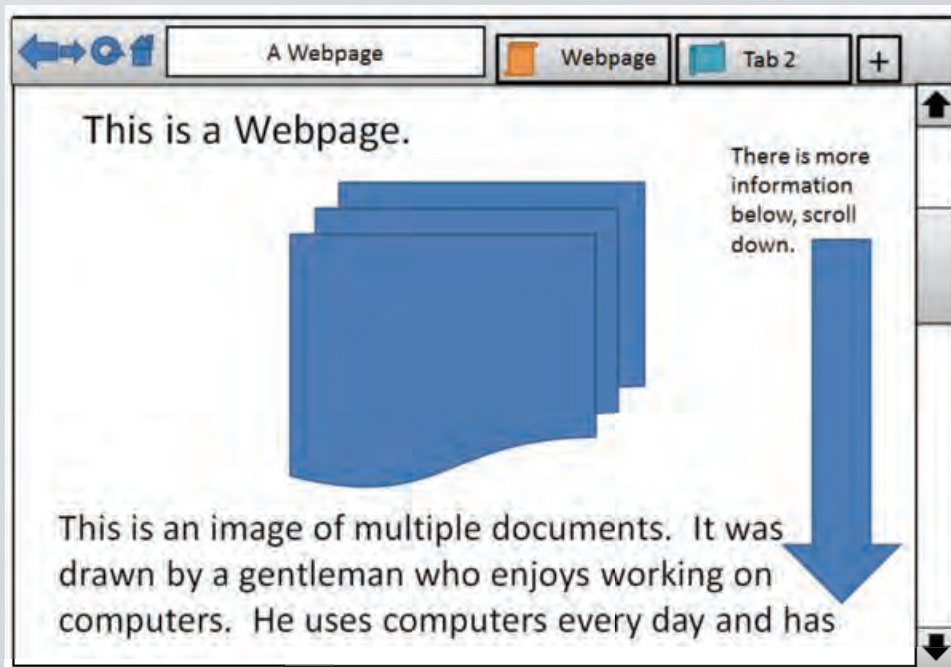 A Webpage
Webpage
Tab 2
+
This is a Webpage.
There is more
information
below, scroll
down.
This is an image of multiple documents.  It was
drawn by a gentleman who enjoys working on
computers.  He uses computers every day and has